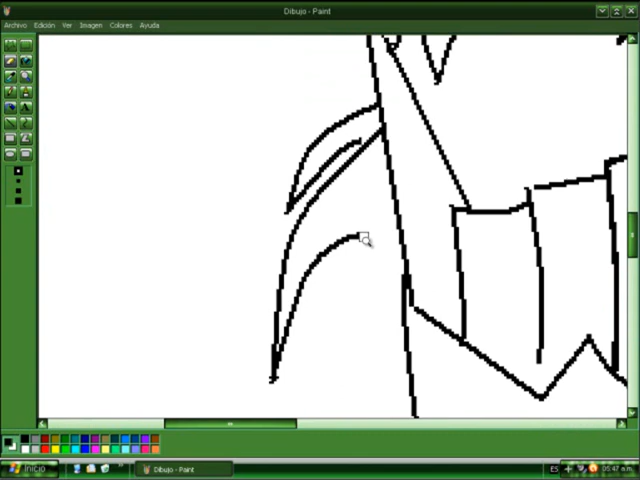 Dibujo - Paint
Archivo Edición Ver Imagen Colores Ayuda
A
Inicio
Dibujo - Paint
ES
05:47 a.m.